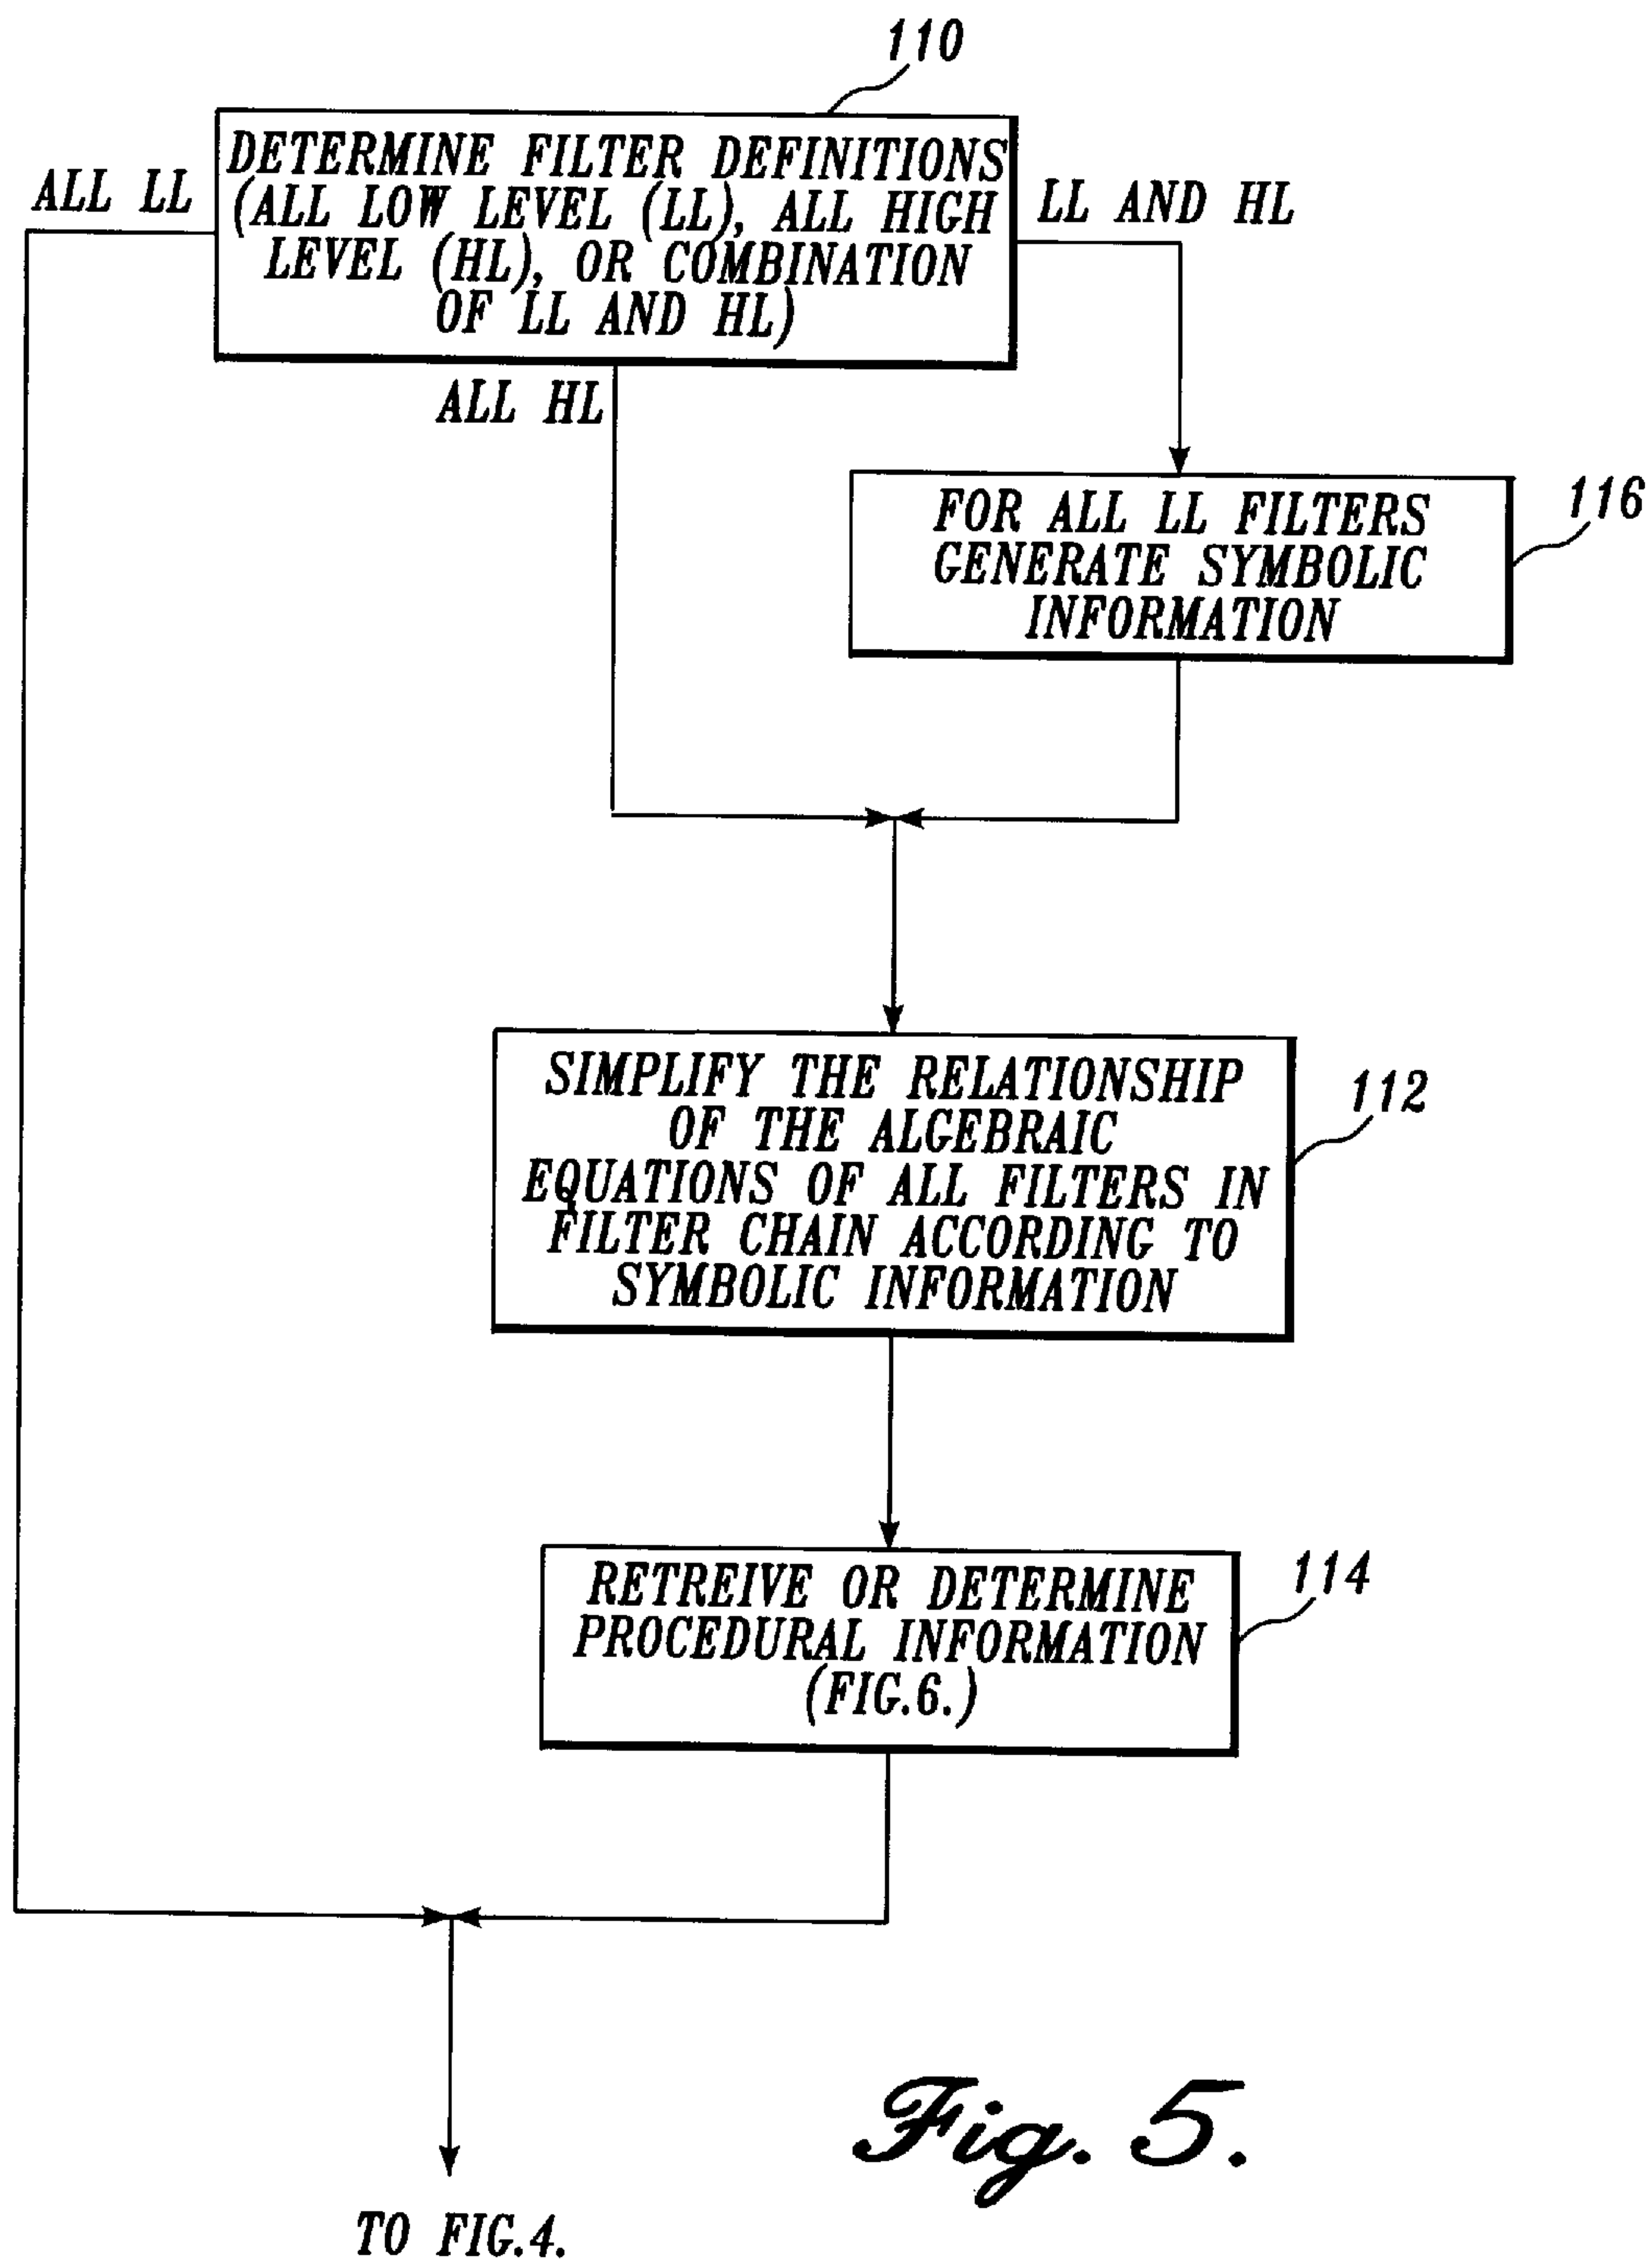 110
DETERMINE FILTER DEFINITIONS
(ALL LOW LEVEL (LL), ALL HIGH
LEVEL (HL), OR COMBINATION
OF LL AND HL)
ALL LL
LL AND HL
ALL HL
116
FOR ALL LL FILTERS
GENERATE SYMBOLIC
INFORMATION
112
SIMPLIFY THE RELATIONSHIP
OF THE ALGEBRAIC
EQUATIONS OF ALL FILTERS IN
FILTER CHAIN ACCORDING TO
SYMBOLIC INFORMATION
114
RETREIVE OR DETERMINE
PROCEDURAL INFORMATION
(FIG.6.)
Fig. 5.
TO FIG.4.